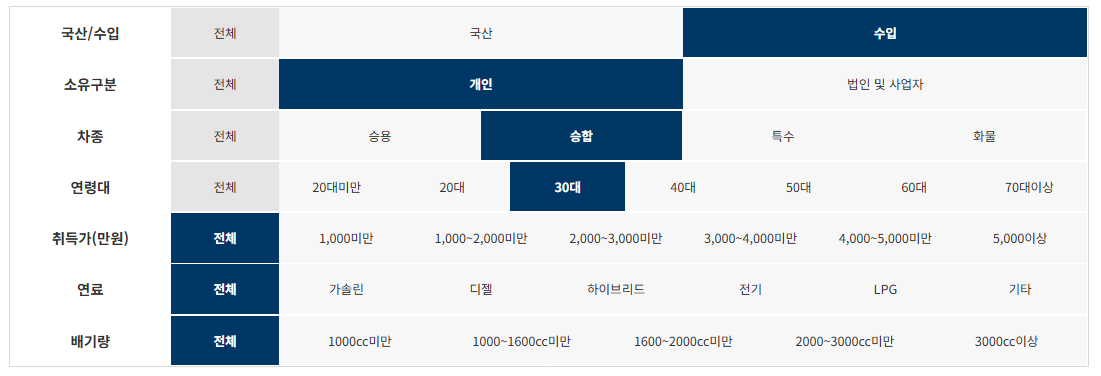 국산/수입 전체 국산 수입
소유구분 전체 개인 법인 및 사업자
차종 전체 승용 승합 특수 화물
연령대 전체 20대미만 20대 30대 40대 50대 60대 70대이상
취득가(만원) 전체 1,000미만 1,000~2,000미만 2,000~3,000미만 3,000~4,000미만 4,000~5,000미만 5,000이상
연료 전체 가솔린 디젤 하이브리드 전기 LPG 기타
배기량 전체 1000cc미만 1000~1600cc미만 1600~2000cc미만 2000~3000cc미만 3000cc이상